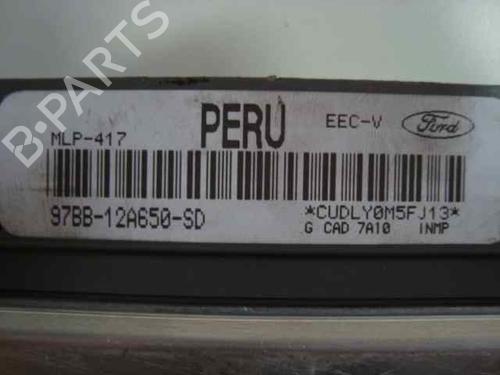 PERU
EEC-V
Ford
MLP-417
97BB-12A650-SD
*CUDLY0M5FJ13*
G CAD 7A10 INMP
B-PARTS